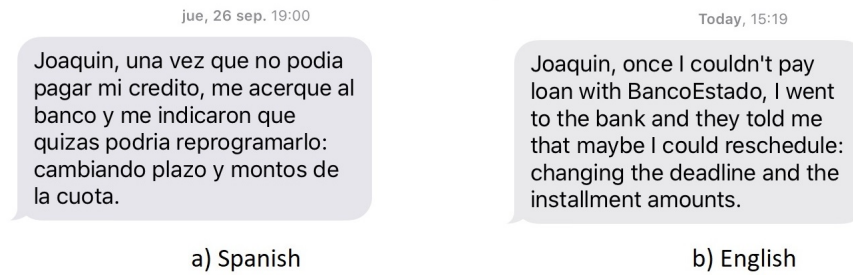 jue, 26 sep. 19:00
Joaquin, una vez que no podia
pagar mi credito, me acerque al
banco y me indicaron que
quizas podria reprogramarlo:
cambiando plazo y montos de
la cuota.
a) Spanish
Today, 15:19
Joaquin, once I couldn't pay
loan with BancoEstado, I went
to the bank and they told me
that maybe I could reschedule:
changing the deadline and the
installment amounts.
b) English